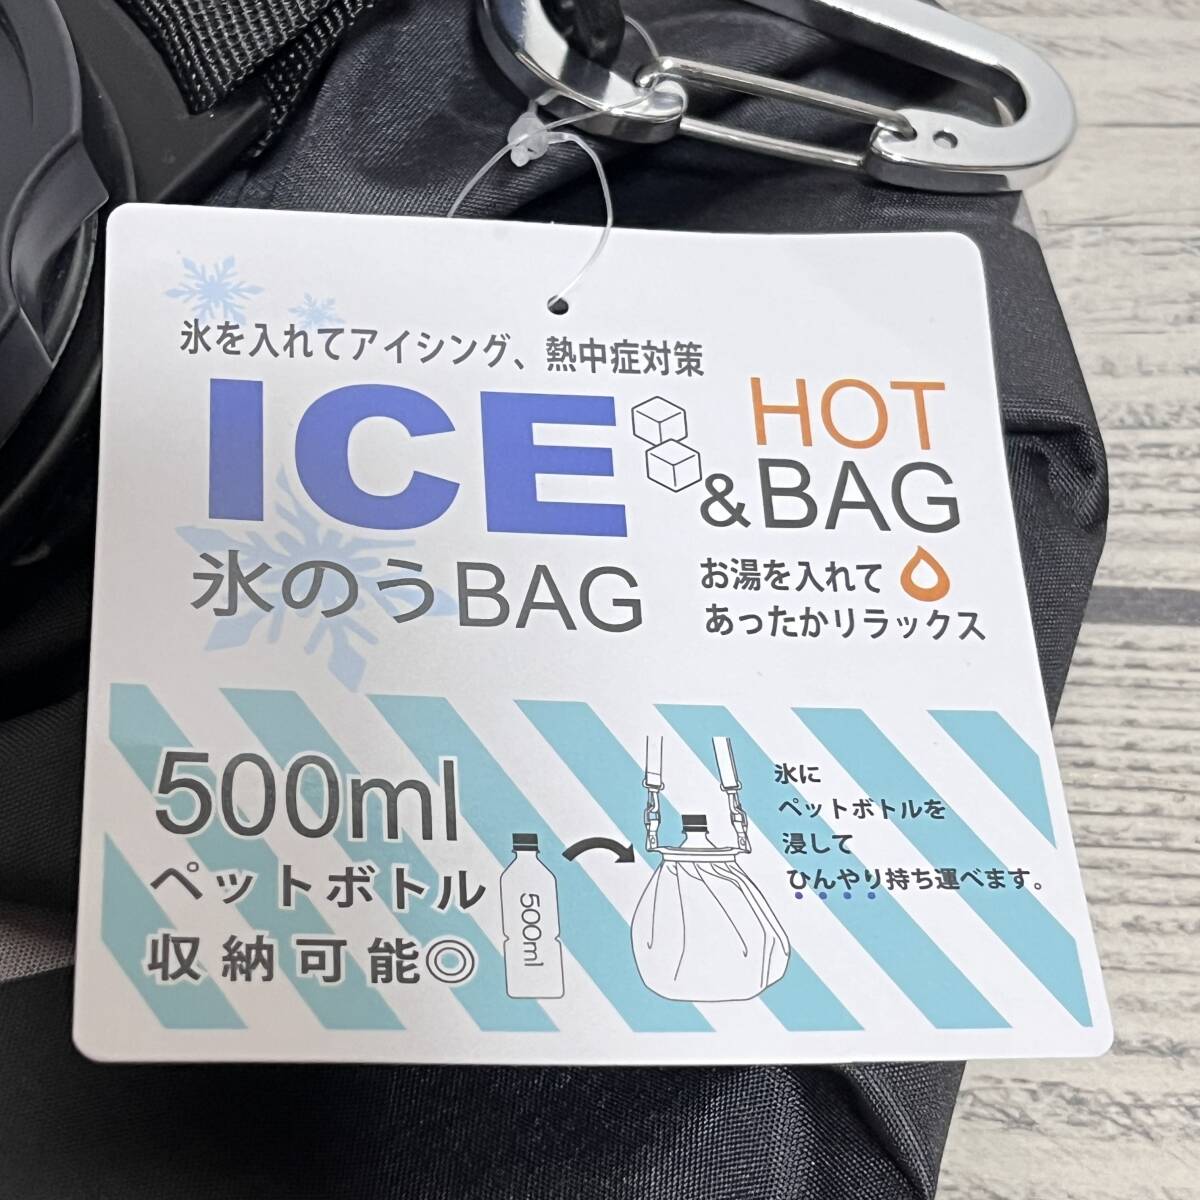 氷を入れてアイシング、熱中症対策
ICE
氷のうBAG
HOT
&BAG
お湯を入れて
あったかリラックス
500ml
ペットボトル
収納可能◎
500ml
氷に
ペットボトルを
浸して
ひんやり持ち運べます。